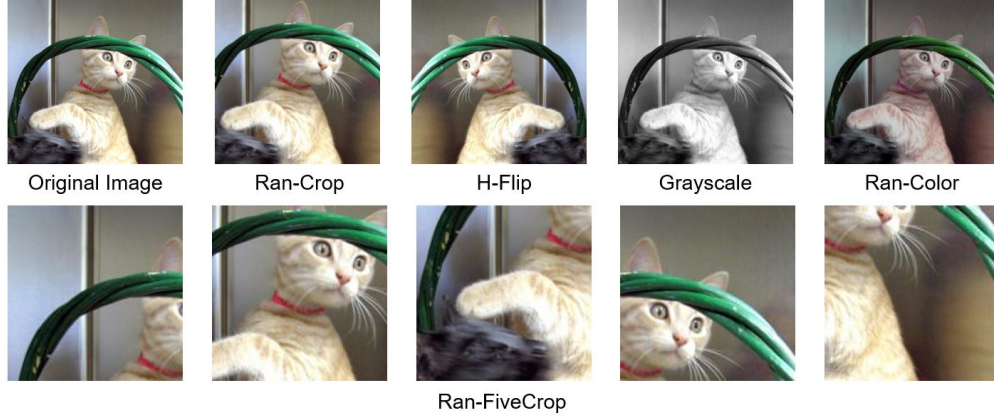 Original Image
Ran-Crop
H-Flip
Grayscale
Ran-Color
Ran-FiveCrop